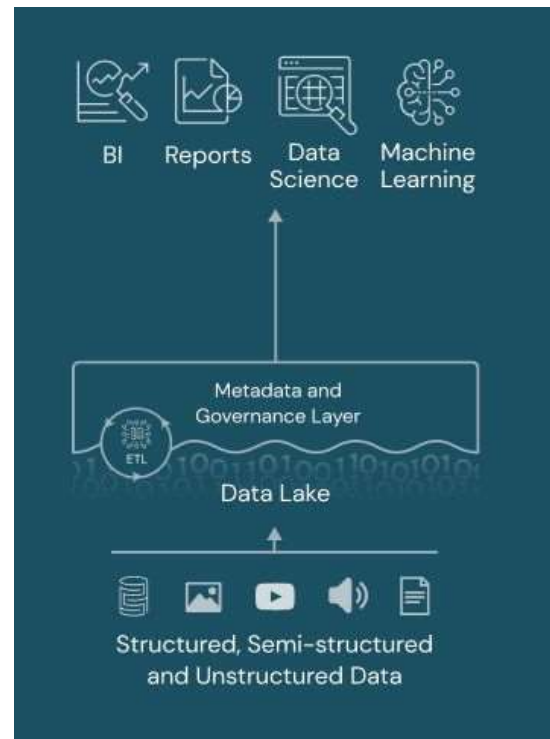 BI
Reports
Data
Science
Machine
Learning
Metadata and
Governance Layer
ETL
Data Lake
Structured, Semi-structured
and Unstructured Data